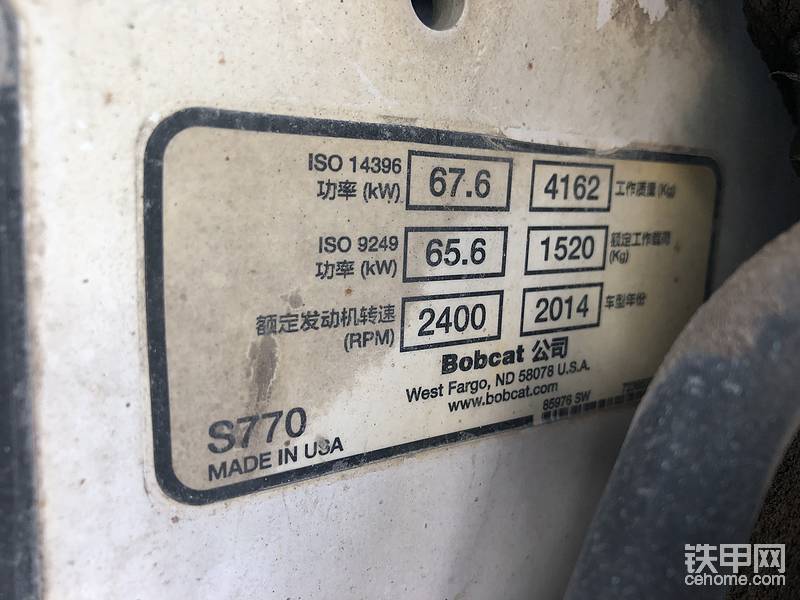 ISO 14396
功率 (kW) 67.6 4162 工作质量 (Kg)
ISO 9249
功率 (kW) 65.6 1520 额定工作载荷
(Kg)
额定发动机转速
(RPM) 2400 2014 车型年份
Bobcat 公司
West Fargo, ND 58078 U.S.A.
www.bobcat.com
85976 SW
S770
MADE IN USA
铁甲网
cehome.com